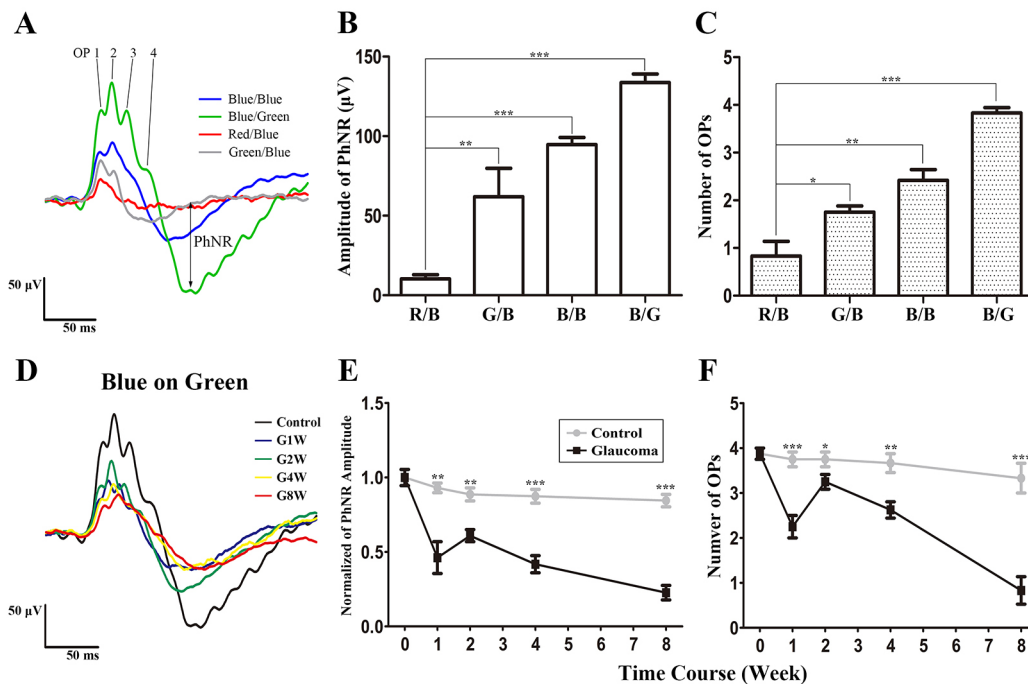 A
OP 1 2 3 4
Blue/Blue
Blue/Green
Red/Blue
Green/Blue
PhNR
50 µV
50 ms
B
Amplitude of PhNR (µV)
150
100
50
0
***
***
**
R/B G/B B/B B/G
C
Number of OPs
5
4
3
2
1
0
***
**
*
R/B G/B B/B B/G
D
Blue on Green
Control
G1W
G2W
G4W
G8W
50 µV
50 ms
E
Normalized of PhNR Amplitude
1.5
1.0
0.5
0.0
Control
Glaucoma
** ** *** ***
0 1 2 3 4 5 6 7 8
F
Numver of OPs
5
4
3
2
1
0
*** * ** ***
0 1 2 3 4 5 6 7 8
Time Course (Week)